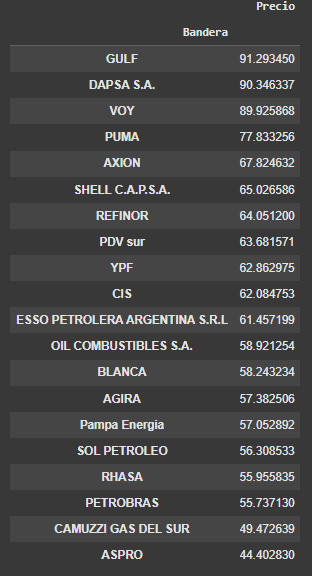 Precio
Bandera
GULF 91.293450
DAPSA S.A. 90.346337
VOY 89.925868
PUMA 77.833256
AXION 67.824632
SHELL C.A.P.S.A. 65.026586
REFINOR 64.051200
PDV sur 63.681571
YPF 62.862975
CIS 62.084753
ESSO PETROLERA ARGENTINA S.R.L 61.457199
OIL COMBUSTIBLES S.A. 58.921254
BLANCA 58.243234
AGIRA 57.382506
Pampa Energia 57.052892
SOL PETROLEO 56.308533
RHASA 55.955835
PETROBRAS 55.737130
CAMUZZI GAS DEL SUR 49.472639
ASPRO 44.402830